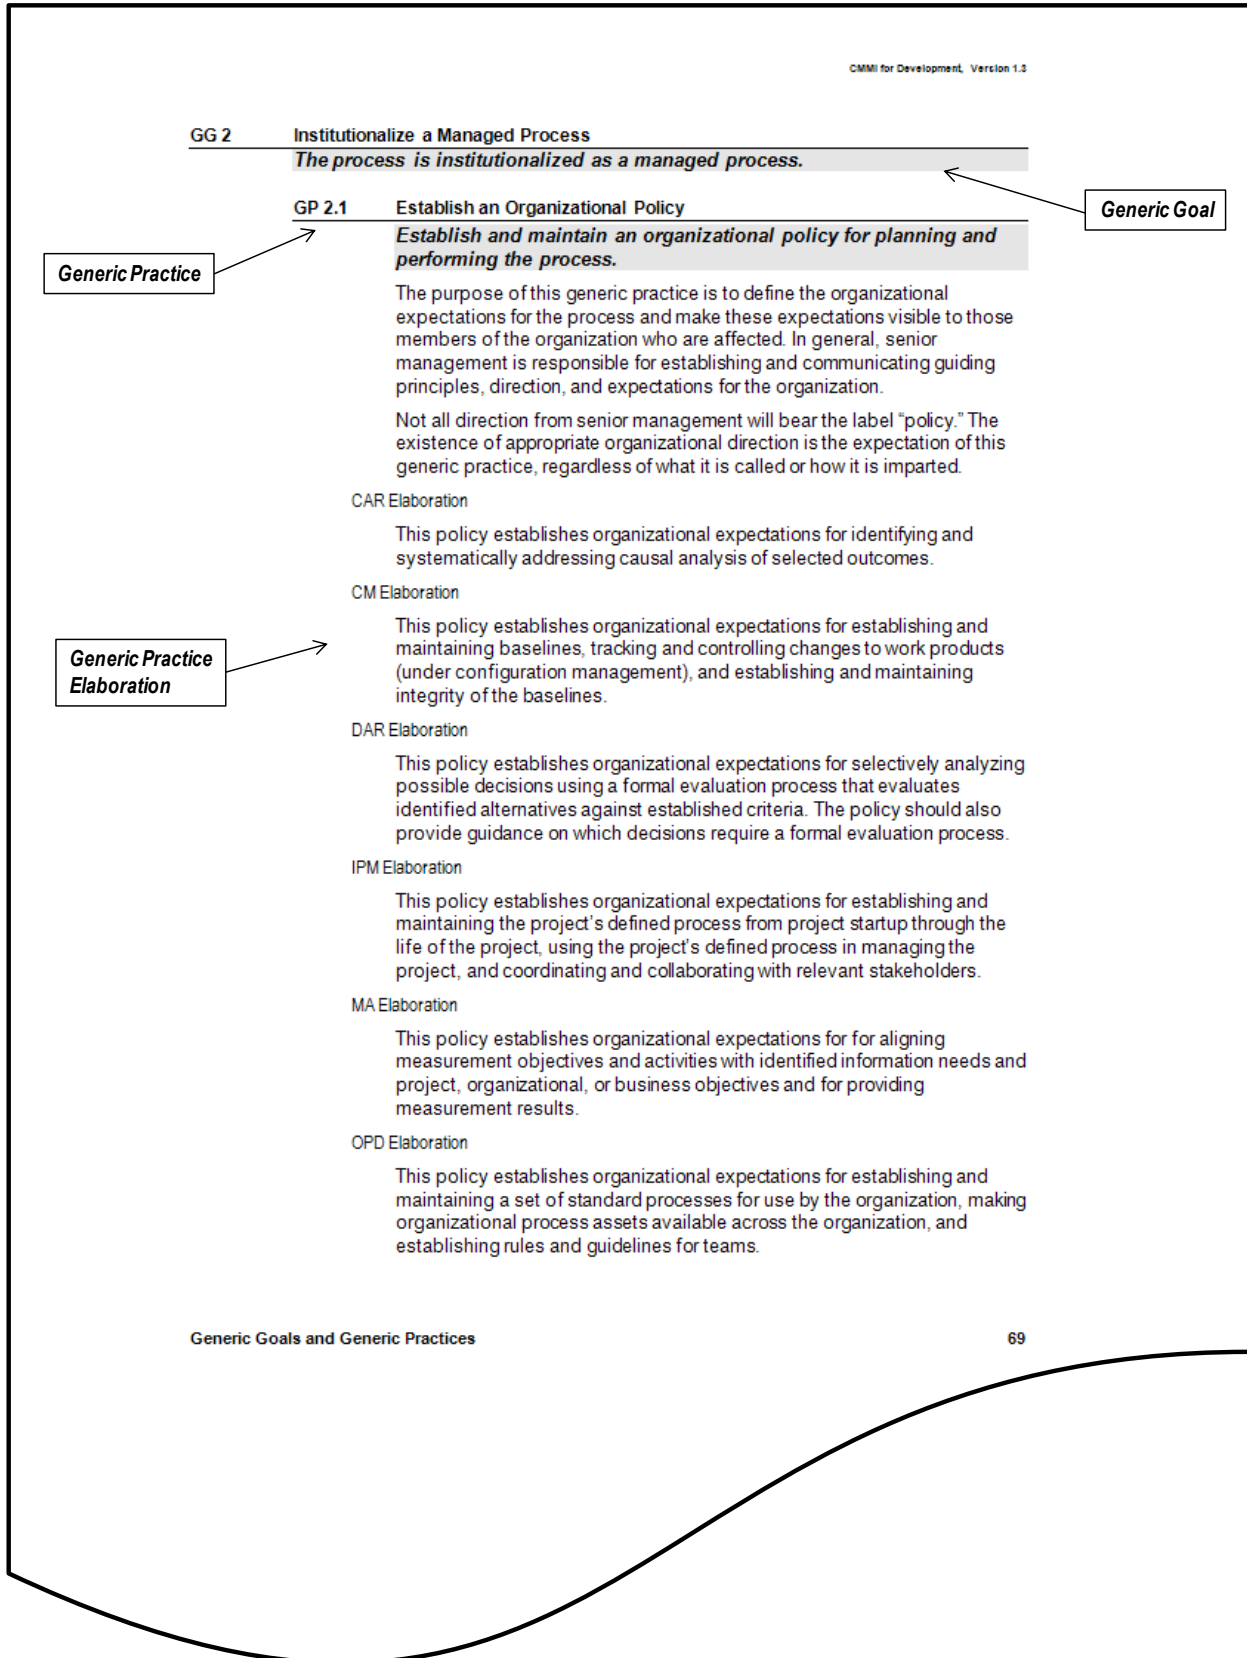 CMMI for Development, Version 1.3
GG 2 Institutionalize a Managed Process
The process is institutionalized as a managed process.
Generic Goal
GP 2.1 Establish an Organizational Policy
Establish and maintain an organizational policy for planning and
performing the process.
Generic Practice
The purpose of this generic practice is to define the organizational
expectations for the process and make these expectations visible to those
members of the organization who are affected. In general, senior
management is responsible for establishing and communicating guiding
principles, direction, and expectations for the organization.
Not all direction from senior management will bear the label “policy.” The
existence of appropriate organizational direction is the expectation of this
generic practice, regardless of what it is called or how it is imparted.
CAR Elaboration
This policy establishes organizational expectations for identifying and
systematically addressing causal analysis of selected outcomes.
CM Elaboration
This policy establishes organizational expectations for establishing and
maintaining baselines, tracking and controlling changes to work products
(under configuration management), and establishing and maintaining
integrity of the baselines.
Generic Practice
Elaboration
DAR Elaboration
This policy establishes organizational expectations for selectively analyzing
possible decisions using a formal evaluation process that evaluates
identified alternatives against established criteria. The policy should also
provide guidance on which decisions require a formal evaluation process.
IPM Elaboration
This policy establishes organizational expectations for establishing and
maintaining the project’s defined process from project startup through the
life of the project, using the project’s defined process in managing the
project, and coordinating and collaborating with relevant stakeholders.
MA Elaboration
This policy establishes organizational expectations for for aligning
measurement objectives and activities with identified information needs and
project, organizational, or business objectives and for providing
measurement results.
OPD Elaboration
This policy establishes organizational expectations for establishing and
maintaining a set of standard processes for use by the organization, making
organizational process assets available across the organization, and
establishing rules and guidelines for teams.
Generic Goals and Generic Practices 69